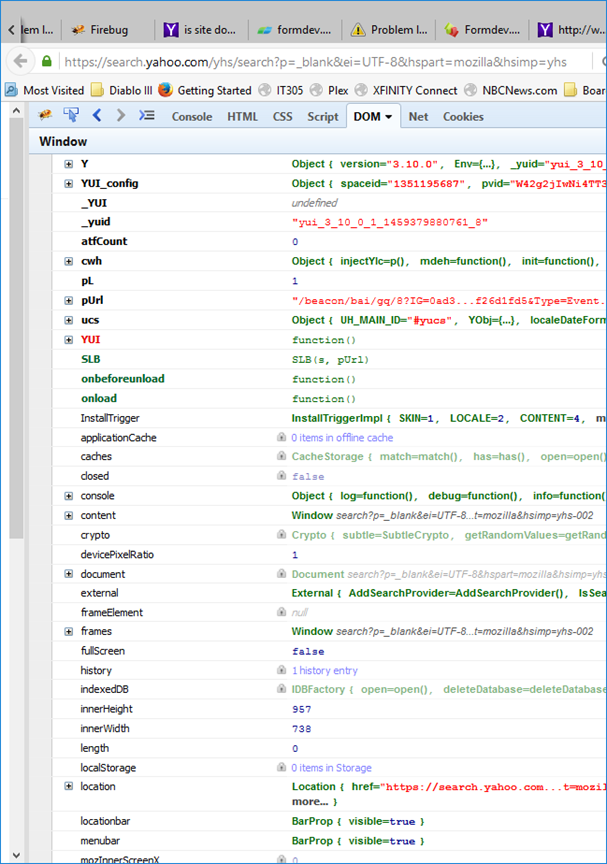 lem I...
Firebug
is site do...
formdev....
Problem I...
Formdev....
http://w...
https://search.yahoo.com/yhs/search?p=_blank&ei=UTF-8&hspart=mozilla&hsimp=yhs
Most Visited Diablo III Getting Started IT305 Plex XFINITY Connect NBCNews.com Boar
Console HTML CSS Script DOM Net Cookies
Window
Y Object { version="3.10.0", Env={...}, _yuid="yui_3_10_
YUI_config Object { spaceid="1351195687", pvid="W42g2jIwNi4TT3
_YUI undefined
_yuid "yui_3_10_0_1_1459379880761_8"
atfCount 0
cwh Object { injectYlc=p(), mdeh=function(), init=function(),
pL 1
pUrl "/beacon/bai/gq/8?IG=0ad3...f26d1fd5&Type=Event.
ucs Object { UH_MAIN_ID="#yucs", YObj={...}, localeDateForm
YUI function()
SLB SLB(s, pUrl)
onbeforeunload function()
onload function()
InstallTrigger InstallTriggerImpl { SKIN=1, LOCALE=2, CONTENT=4, m
applicationCache 0 items in offline cache
caches CacheStorage { match=match(), has=has(), open=open()
closed false
console Object { log=function(), debug=function(), info=function()
content Window search?p=_blank&ei=UTF-8...t=mozilla&hsimp=yhs-002
crypto Crypto { subtle=SubtleCrypto, getRandomValues=getRand
devicePixelRatio 1
document Document search?p=_blank&ei=UTF-8&hspart=mozilla&hsimp=yhs
external External { AddSearchProvider=AddSearchProvider(), IsSea
frameElement null
frames Window search?p=_blank&ei=UTF-8...t=mozilla&hsimp=yhs-002
fullScreen false
history 1 history entry
indexedDB IDBFactory { open=open(), deleteDatabase=deleteDatabas
innerHeight 957
innerWidth 738
length 0
localStorage 0 items in Storage
location Location { href="https://search.yahoo.com...t=mozil
more... }
locationbar BarProp { visible=true }
menubar BarProp { visible=true }
mozInnerScreenX 0